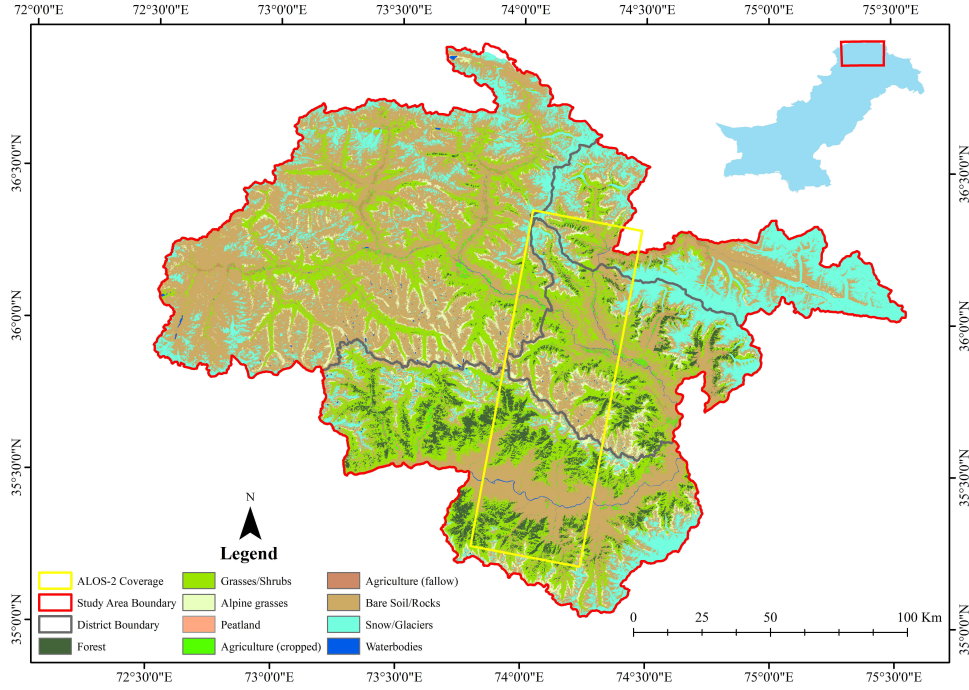 72°0'0"E 72°30'0"E 73°0'0"E 73°30'0"E 74°0'0"E 74°30'0"E 75°0'0"E 75°30'0"E
36°30'0"N 36°30'0"N
36°0'0"N 36°0'0"N
35°30'0"N 35°30'0"N
35°0'0"N 35°0'0"N
N
Legend
ALOS-2 Coverage
Study Area Boundary
District Boundary
Forest
Grasses/Shrubs
Alpine grasses
Peatland
Agriculture (cropped)
Agriculture (fallow)
Bare Soil/Rocks
Snow/Glaciers
Waterbodies
0 25 50 100 Km
72°30'0"E 73°0'0"E 73°30'0"E 74°0'0"E 74°30'0"E 75°0'0"E 75°30'0"E